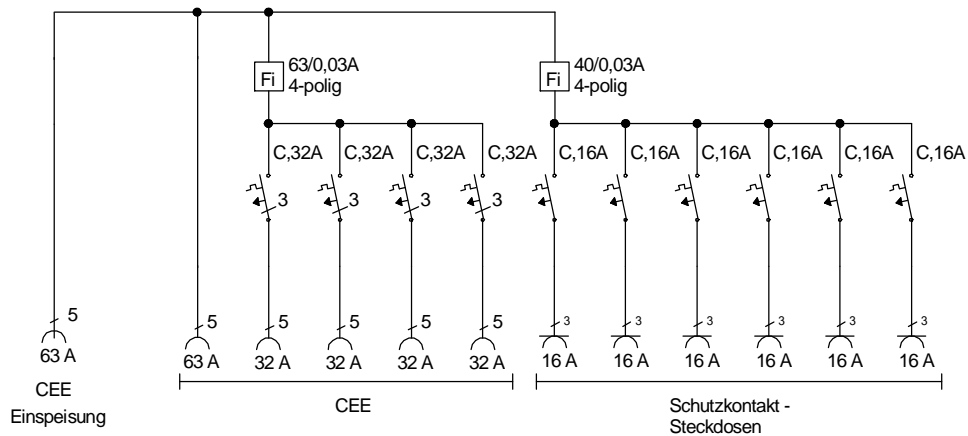 Fi
63/0,03A
4-polig
Fi
40/0,03A
4-polig
C,32A C,32A C,32A C,32A C,16A C,16A C,16A C,16A C,16A C,16A
3 3 3 3
5 5 5 5 5 5 3 3 3 3 3 3
63 A 63 A 32 A 32 A 32 A 32 A 16 A 16 A 16 A 16 A 16 A 16 A
CEE
Einspeisung
CEE
Schutzkontakt -
Steckdosen